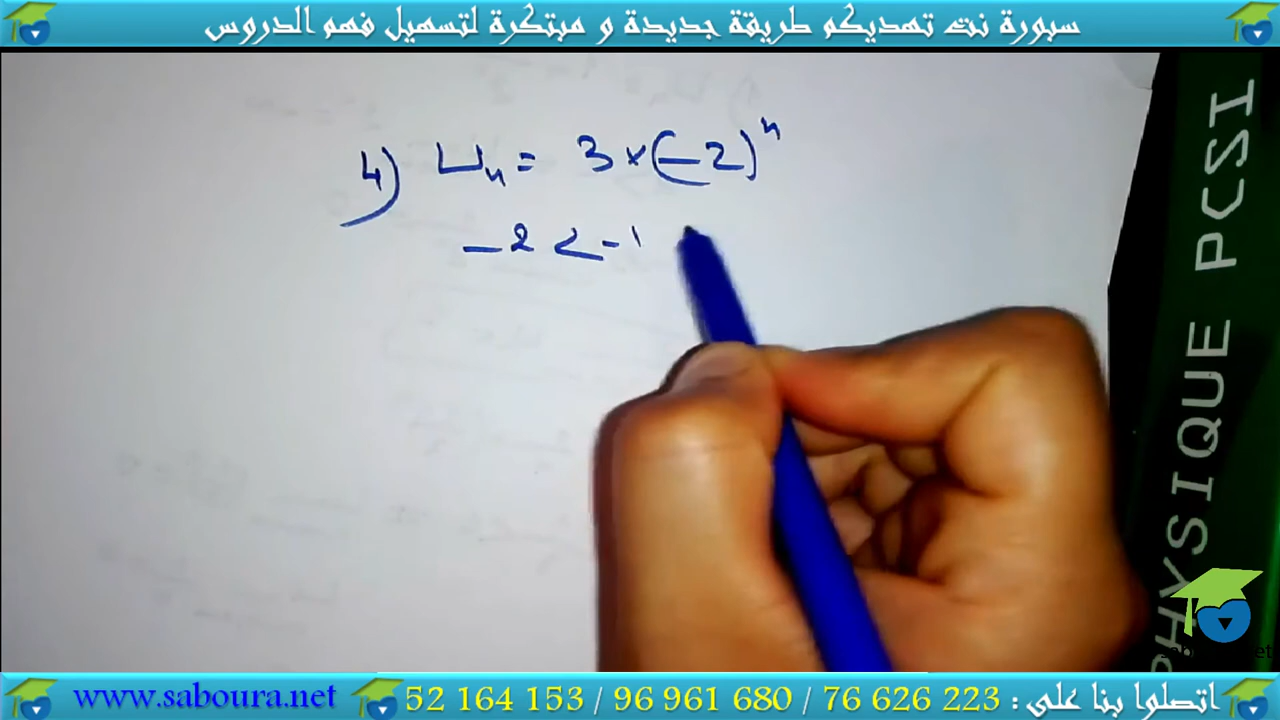 سبورة نت تهديكم طريقة جديدة و مبتكرة لتسهيل فهم الدروس
4) Un = 3 × (-2)^n
-2 < -1
PHYSIQUE PCSI
www.saboura.net 52 164 153 / 96 961 680 / 76 626 223 : اتصلوا بنا على